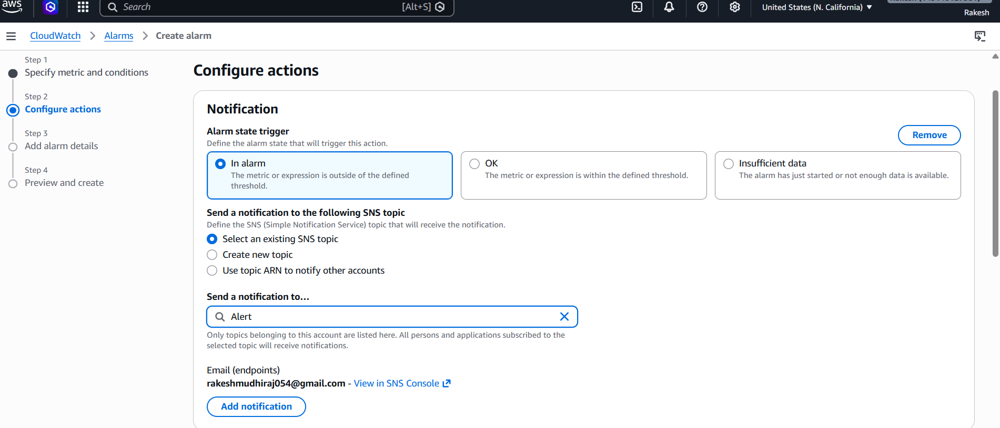 aws
Search
[Alt+S]
United States (N. California)
Rakesh
CloudWatch
Alarms
Create alarm
Step 1
Specify metric and conditions
Step 2
Configure actions
Step 3
Add alarm details
Step 4
Preview and create
Configure actions
Notification
Alarm state trigger
Define the alarm state that will trigger this action.
Remove
In alarm
The metric or expression is outside of the defined
threshold.
OK
The metric or expression is within the defined threshold.
Insufficient data
The alarm has just started or not enough data is available.
Send a notification to the following SNS topic
Define the SNS (Simple Notification Service) topic that will receive the notification.
Select an existing SNS topic
Create new topic
Use topic ARN to notify other accounts
Send a notification to…
Alert
Only topics belonging to this account are listed here. All persons and applications subscribed to the
selected topic will receive notifications.
Email (endpoints)
rakeshmudhiraj054@gmail.com - View in SNS Console
Add notification